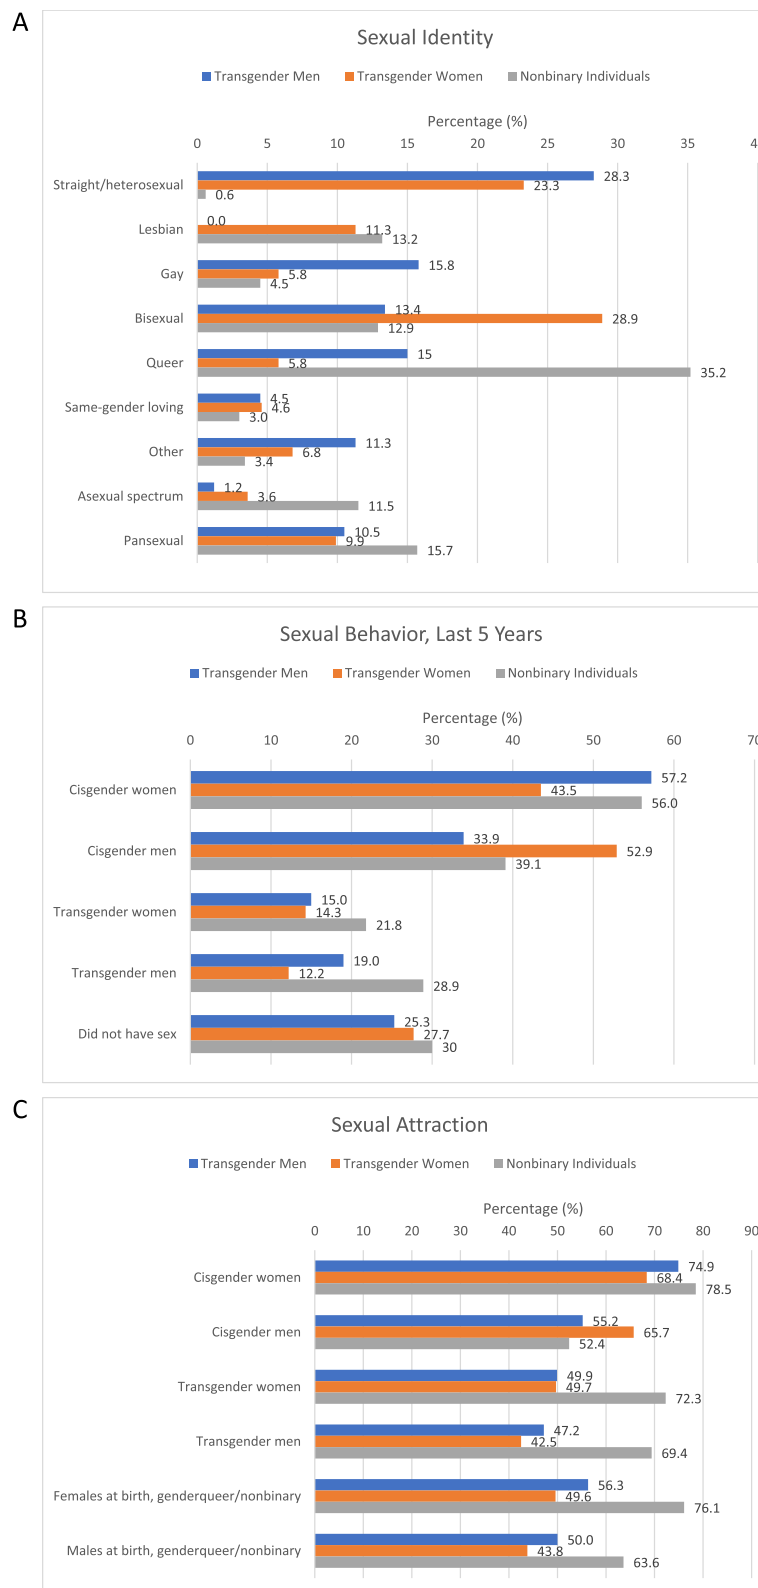 A
Sexual Identity
Transgender Men Transgender Women Nonbinary Individuals
Percentage (%)
0 5 10 15 20 25 30 35 4
Straight/heterosexual 28.3
23.3
0.6
Lesbian 0.0
11.3
13.2
Gay 15.8
5.8
4.5
Bisexual 13.4
28.9
12.9
Queer 15
5.8
35.2
Same-gender loving 4.5
4.6
3.0
Other 11.3
6.8
3.4
Asexual spectrum 1.2
3.6
11.5
Pansexual 10.5
9.9
15.7
B
Sexual Behavior, Last 5 Years
Transgender Men Transgender Women Nonbinary Individuals
Percentage (%)
0 10 20 30 40 50 60 70
Cisgender women 57.2
43.5
56.0
Cisgender men 33.9
52.9
39.1
Transgender women 15.0
14.3
21.8
Transgender men 19.0
12.2
28.9
Did not have sex 25.3
27.7
30
C
Sexual Attraction
Transgender Men Transgender Women Nonbinary Individuals
Percentage (%)
0 10 20 30 40 50 60 70 80 90
Cisgender women 74.9
68.4
78.5
Cisgender men 55.2
65.7
52.4
Transgender women 49.9
49.7
72.3
Transgender men 47.2
42.5
69.4
Females at birth, genderqueer/nonbinary 56.3
49.6
76.1
Males at birth, genderqueer/nonbinary 50.0
43.8
63.6